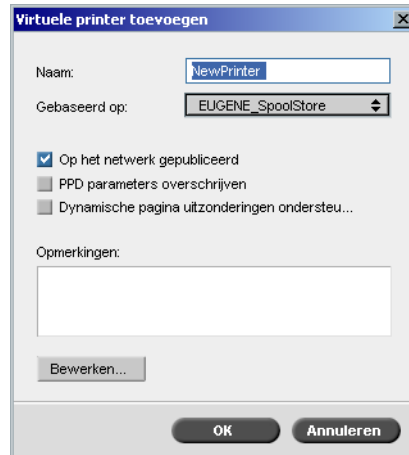 Virtuele printer toevoegen
Naam: NewPrinter
Gebaseerd op: EUGENE_SpoolStore
Op het netwerk gepubliceerd
PPD parameters overschrijven
Dynamische pagina uitzonderingen ondersteu...
Opmerkingen:
Bewerken...
OK Annuleren